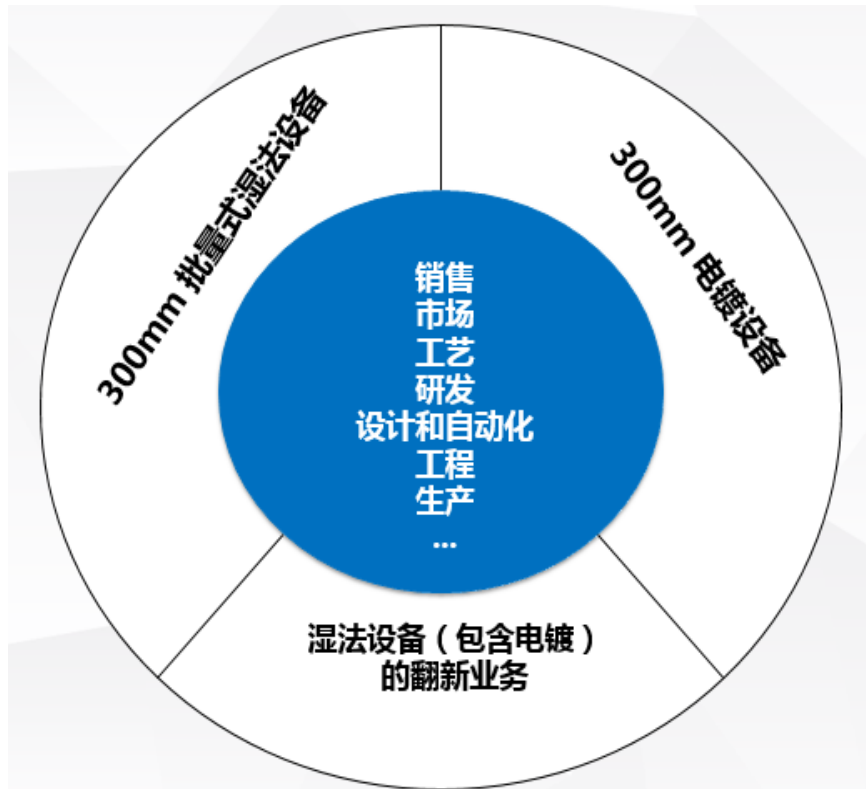 300mm 批量式湿法设备
300mm 电镀设备
销售
市场
工艺
研发
设计和自动化
工程
生产
...
湿法设备（包含电镀）
的翻新业务